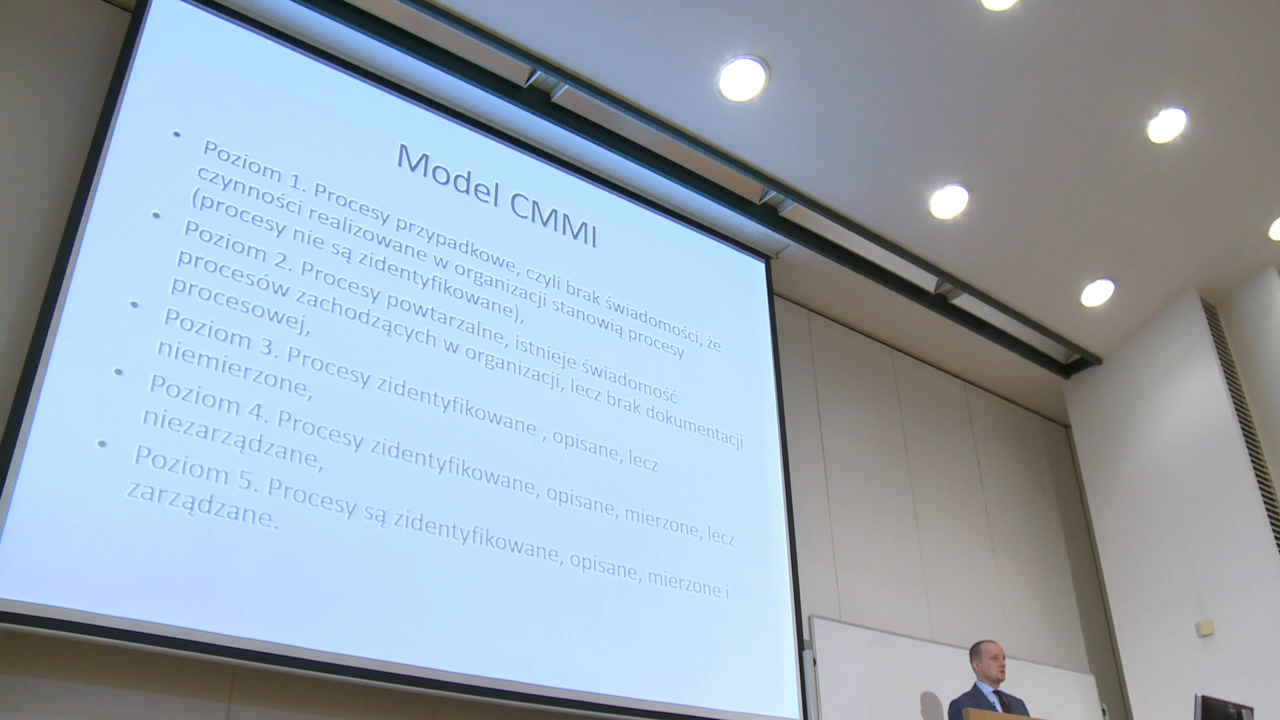 Model CMMI
• Poziom 1. Procesy przypadkowe, czyli brak świadomości, że
czynności realizowane w organizacji stanowią procesy
(procesy nie są zidentyfikowane),
• Poziom 2. Procesy powtarzalne, istnieje świadomość
procesów zachodzących w organizacji, lecz brak dokumentacji
procesowej,
• Poziom 3. Procesy zidentyfikowane , opisane, lecz
niemierzone,
• Poziom 4. Procesy zidentyfikowane, opisane, mierzone, lecz
niezarządzane,
• Poziom 5. Procesy są zidentyfikowane, opisane, mierzone i
zarządzane.